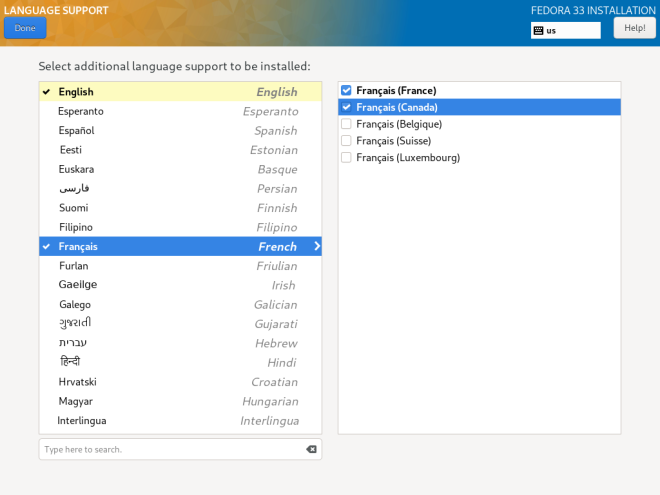 LANGUAGE SUPPORT
FEDORA 33 INSTALLATION
Done
us
Help!
Select additional language support to be installed:
English English
Esperanto Esperanto
Español Spanish
Eesti Estonian
Euskara Basque
فارسی Persian
Suomi Finnish
Filipino Filipino
Français French
Furlan Friulian
Gaeilge Irish
Galego Galician
ગુજરાતી Gujarati
עברית Hebrew
हिन्दी Hindi
Hrvatski Croatian
Magyar Hungarian
Interlingua Interlingua
Type here to search.
Français (France)
Français (Canada)
Français (Belgique)
Français (Suisse)
Français (Luxembourg)